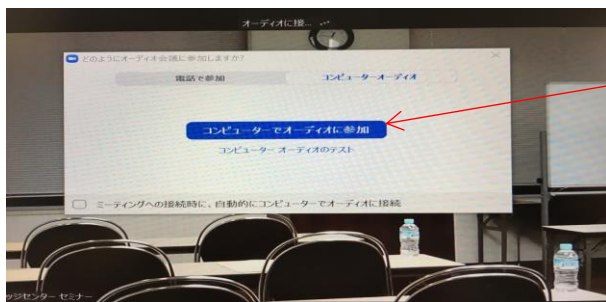 オーディオに接... ...
どのようにオーディオ会議に参加しますか?
電話で参加
コンピューターオーディオ
コンピューターでオーディオに参加
コンピューター オーディオのテスト
ミーティングへの接続時に、自動的にコンピューターでオーディオに接続
ッジセンター セミナー